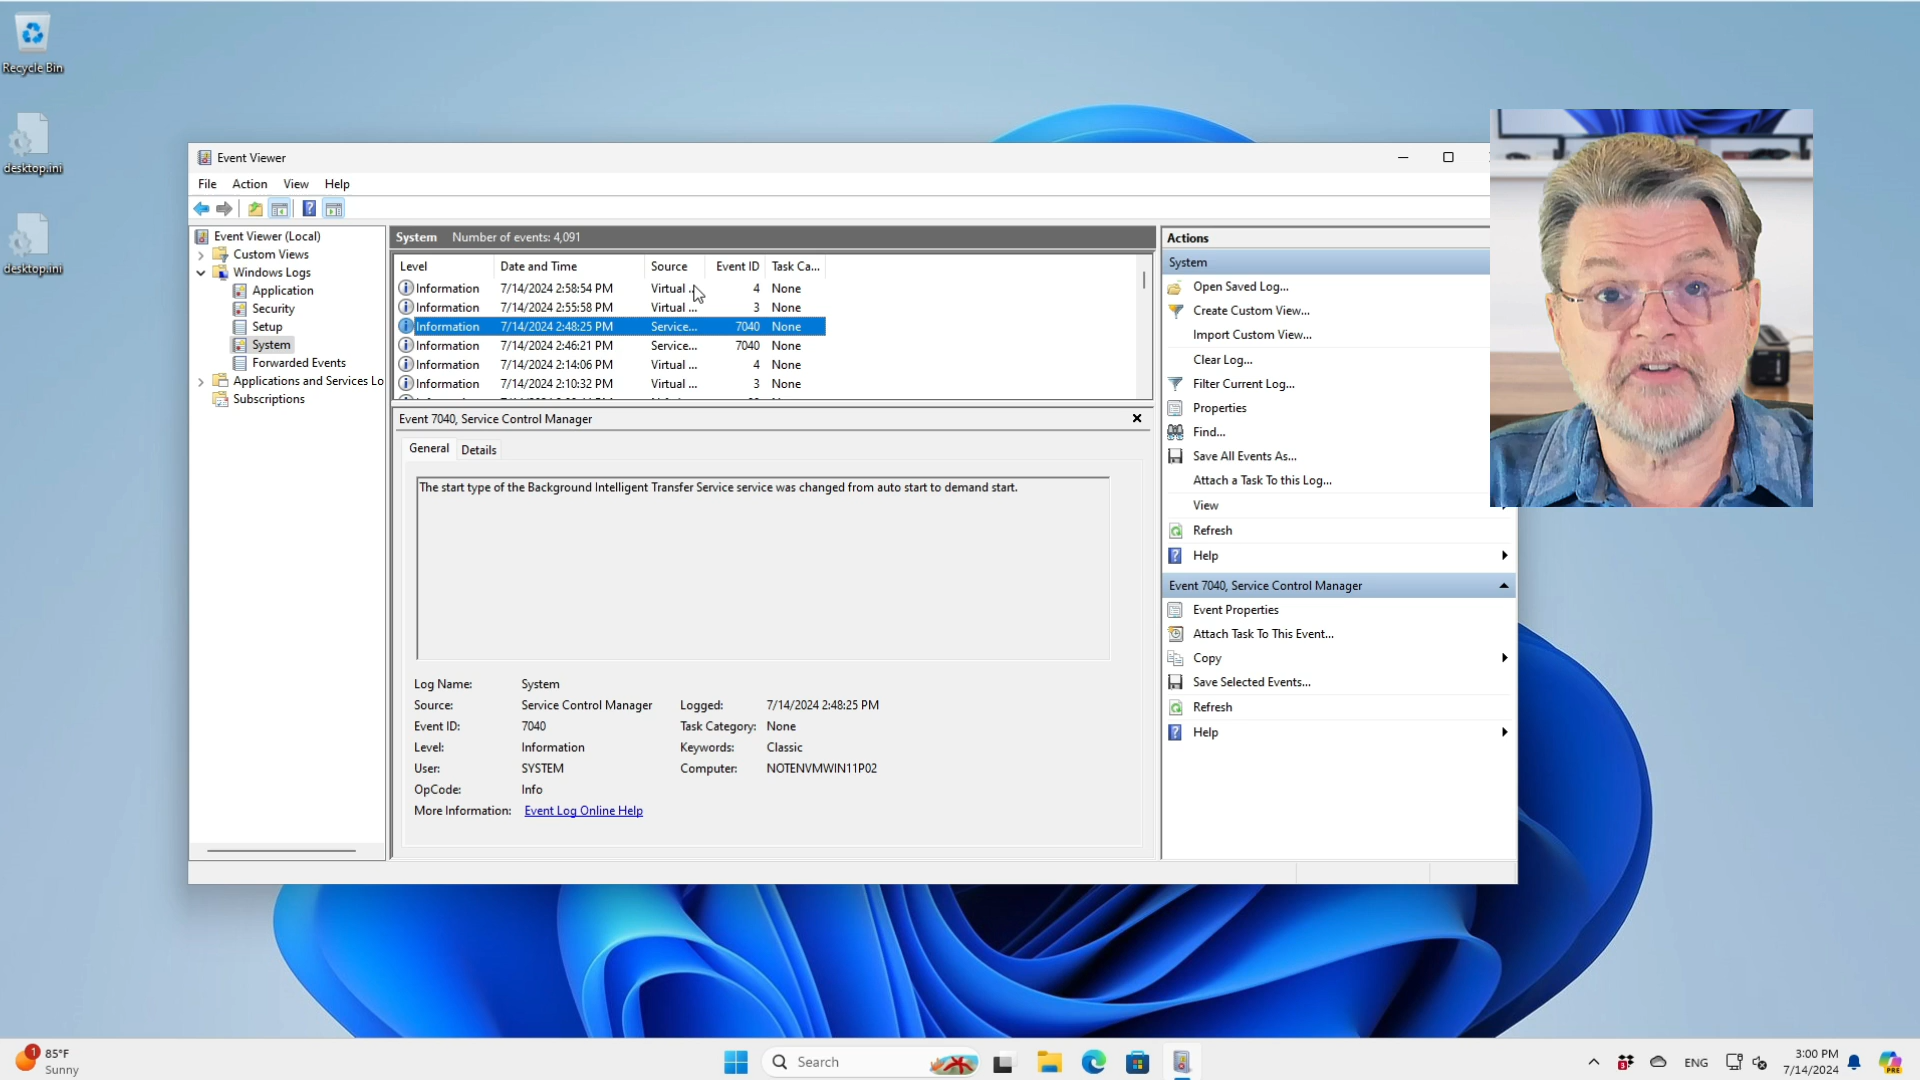 Recycle Bin
desktop.ini
desktop.ini
Event Viewer
File Action View Help
Event Viewer (Local)
Custom Views
Windows Logs
Application
Security
Setup
System
Forwarded Events
Applications and Services Lo
Subscriptions
System Number of events: 4,091
Level Date and Time Source Event ID Task Ca...
Information 7/14/2024 2:58:54 PM Virtual ... 4 None
Information 7/14/2024 2:55:58 PM Virtual ... 3 None
Information 7/14/2024 2:48:25 PM Service... 7040 None
Information 7/14/2024 2:46:21 PM Service... 7040 None
Information 7/14/2024 2:14:06 PM Virtual ... 4 None
Information 7/14/2024 2:10:32 PM Virtual ... 3 None
Event 7040, Service Control Manager
General Details
The start type of the Background Intelligent Transfer Service service was changed from auto start to demand start.
Log Name: System
Source: Service Control Manager Logged: 7/14/2024 2:48:25 PM
Event ID: 7040 Task Category: None
Level: Information Keywords: Classic
User: SYSTEM Computer: NOTENVMWIN11P02
OpCode: Info
More Information: Event Log Online Help
Actions
System
Open Saved Log...
Create Custom View...
Import Custom View...
Clear Log...
Filter Current Log...
Properties
Find...
Save All Events As...
Attach a Task To this Log...
View
Refresh
Help
Event 7040, Service Control Manager
Event Properties
Attach Task To This Event...
Copy
Save Selected Events...
Refresh
Help
1
85°F
Sunny
Search
ENG
3:00 PM
7/14/2024
PRE